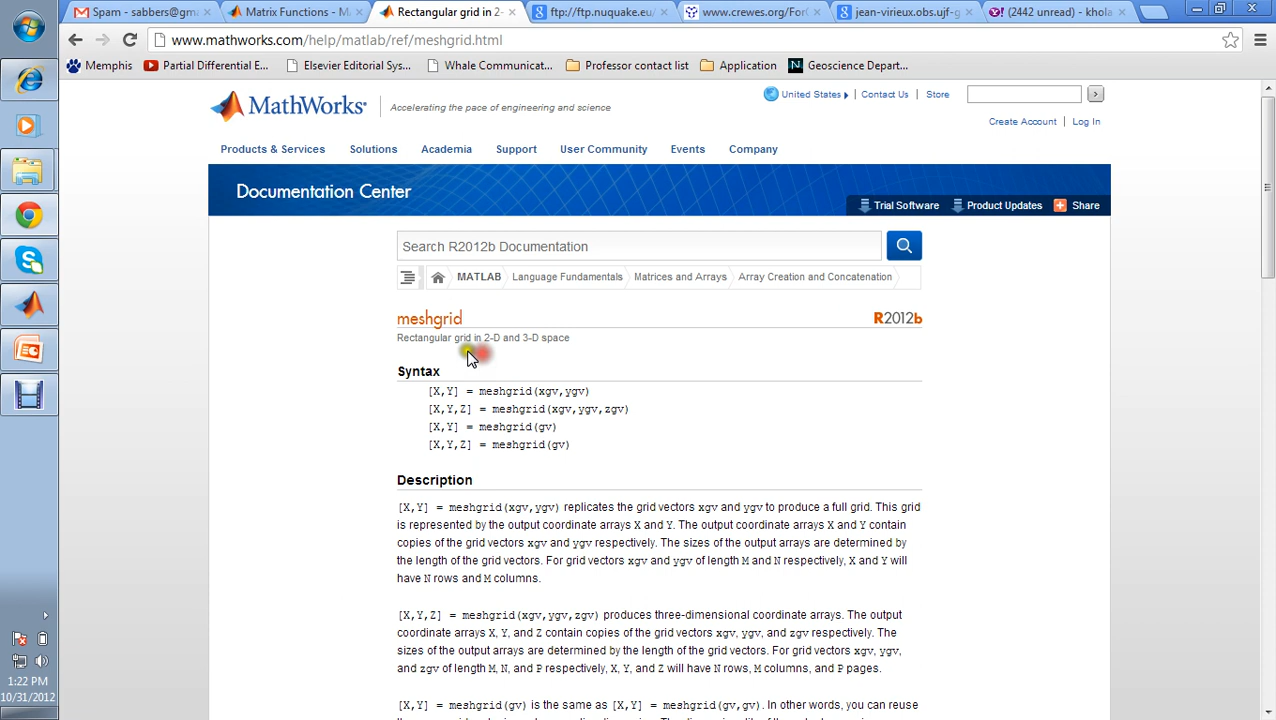 Spam - sabbers@gma
Matrix Functions - Ma
Rectangular grid in 2-
ftp://ftp.nuquake.eu/
www.crewes.org/For
jean-virieux.obs.ujf-g
(2442 unread) - khola
www.mathworks.com/help/matlab/ref/meshgrid.html
Memphis
Partial Differential E...
Elsevier Editorial Sys...
Whale Communicat...
Professor contact list
Application
Geoscience Depart...
MathWorks®
Accelerating the pace of engineering and science
United States
Contact Us
Store
Create Account
Log In
Products & Services
Solutions
Academia
Support
User Community
Events
Company
Documentation Center
Trial Software
Product Updates
Share
Search R2012b Documentation
MATLAB
Language Fundamentals
Matrices and Arrays
Array Creation and Concatenation
meshgrid
R2012b
Rectangular grid in 2-D and 3-D space
Syntax
[X,Y] = meshgrid(xgv,ygv)
[X,Y,Z] = meshgrid(xgv,ygv,zgv)
[X,Y] = meshgrid(gv)
[X,Y,Z] = meshgrid(gv)
Description
[X,Y] = meshgrid(xgv,ygv) replicates the grid vectors xgv and ygv to produce a full grid. This grid
is represented by the output coordinate arrays X and Y. The output coordinate arrays X and Y contain
copies of the grid vectors xgv and ygv respectively. The sizes of the output arrays are determined by
the length of the grid vectors. For grid vectors xgv and ygv of length M and N respectively, X and Y will
have N rows and M columns.
[X,Y,Z] = meshgrid(xgv,ygv,zgv) produces three-dimensional coordinate arrays. The output
coordinate arrays X, Y, and Z contain copies of the grid vectors xgv, ygv, and zgv respectively. The
sizes of the output arrays are determined by the length of the grid vectors. For grid vectors xgv, ygv,
and zgv of length M, N, and P respectively, X, Y, and Z will have N rows, M columns, and P pages.
[X,Y] = meshgrid(gv) is the same as [X,Y] = meshgrid(gv,gv). In other words, you can reuse
1:22 PM
10/31/2012